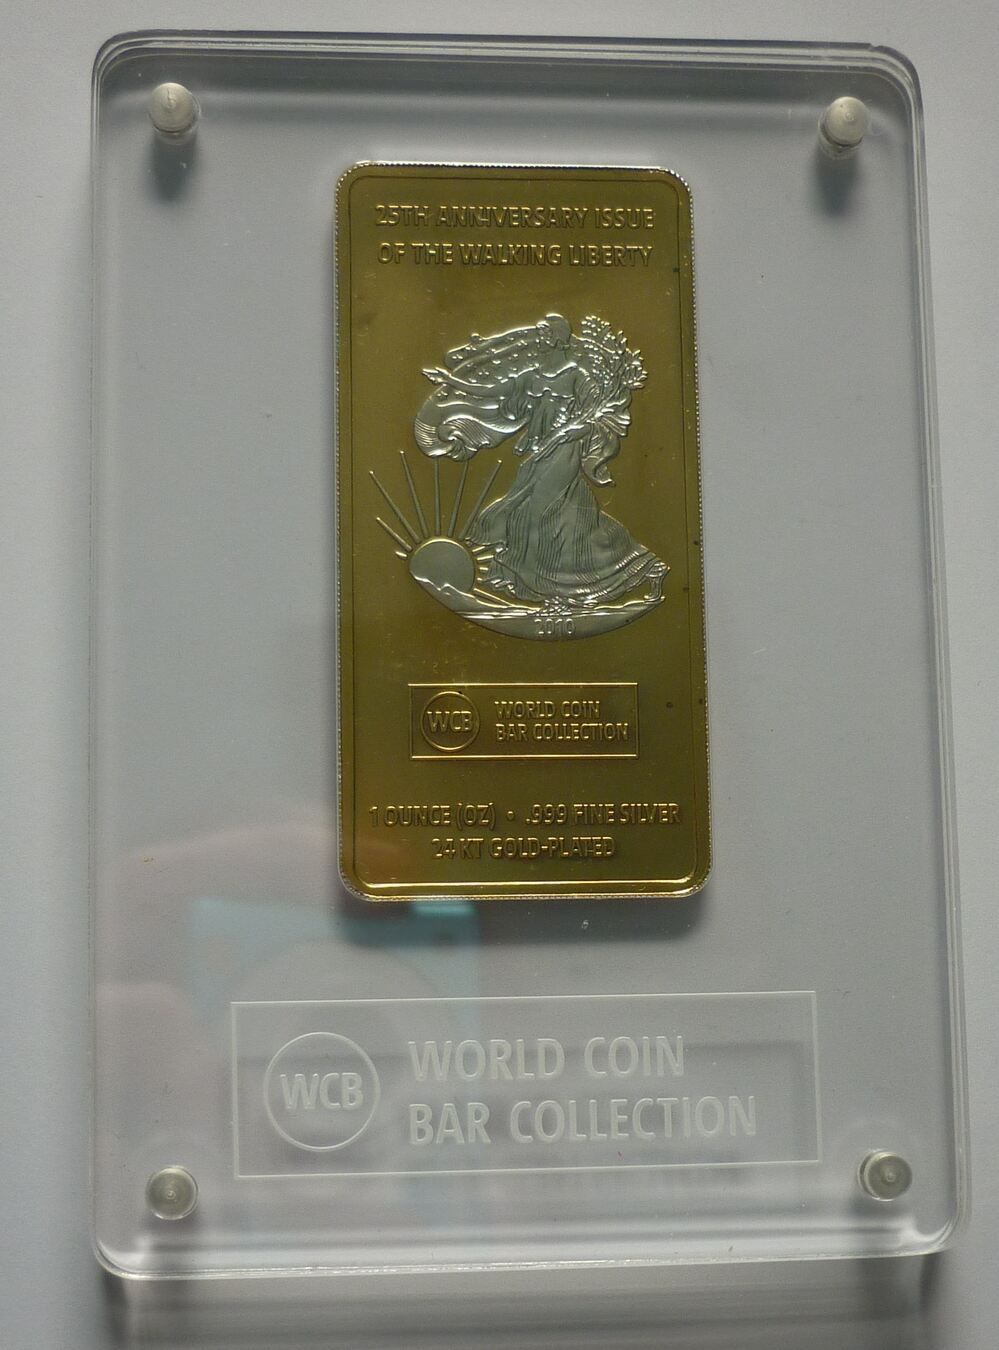 25TH ANNIVERSARY ISSUE
OF THE WALKING LIBERTY
2010
WCB
WORLD COIN
BAR COLLECTION
1 OUNCE (OZ) • .999 FINE SILVER
24 KT GOLD-PLATED
WCB
WORLD COIN
BAR COLLECTION